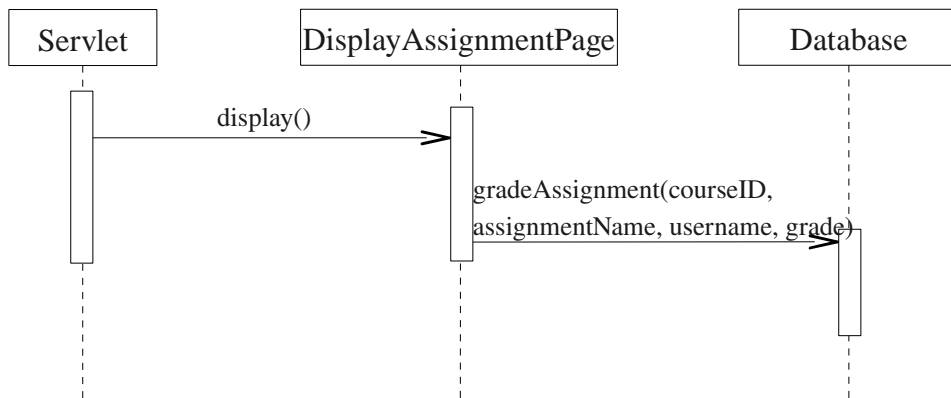 Servlet
DisplayAssignmentPage
Database
display()
gradeAssignment(courseID,
assignmentName, username, grade)